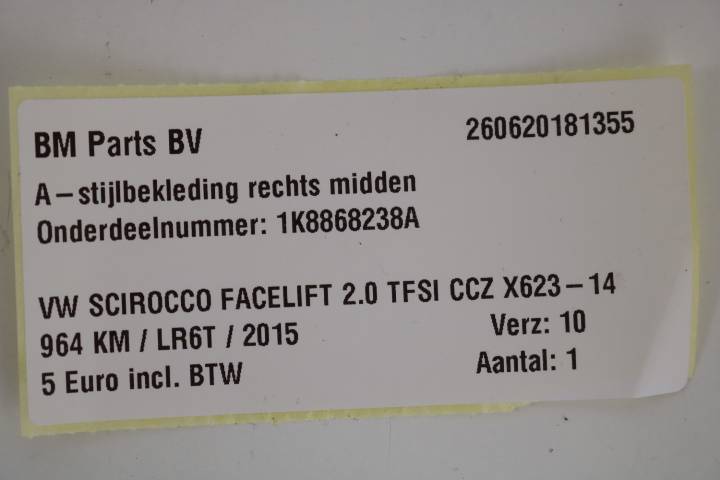 BM Parts BV 260620181355
A-stijlbekleding rechts midden
Onderdeelnummer: 1K8868238A
VW SCIROCCO FACELIFT 2.0 TFSI CCZ X623-14
964 KM / LR6T / 2015 Verz: 10
5 Euro incl. BTW Aantal: 1